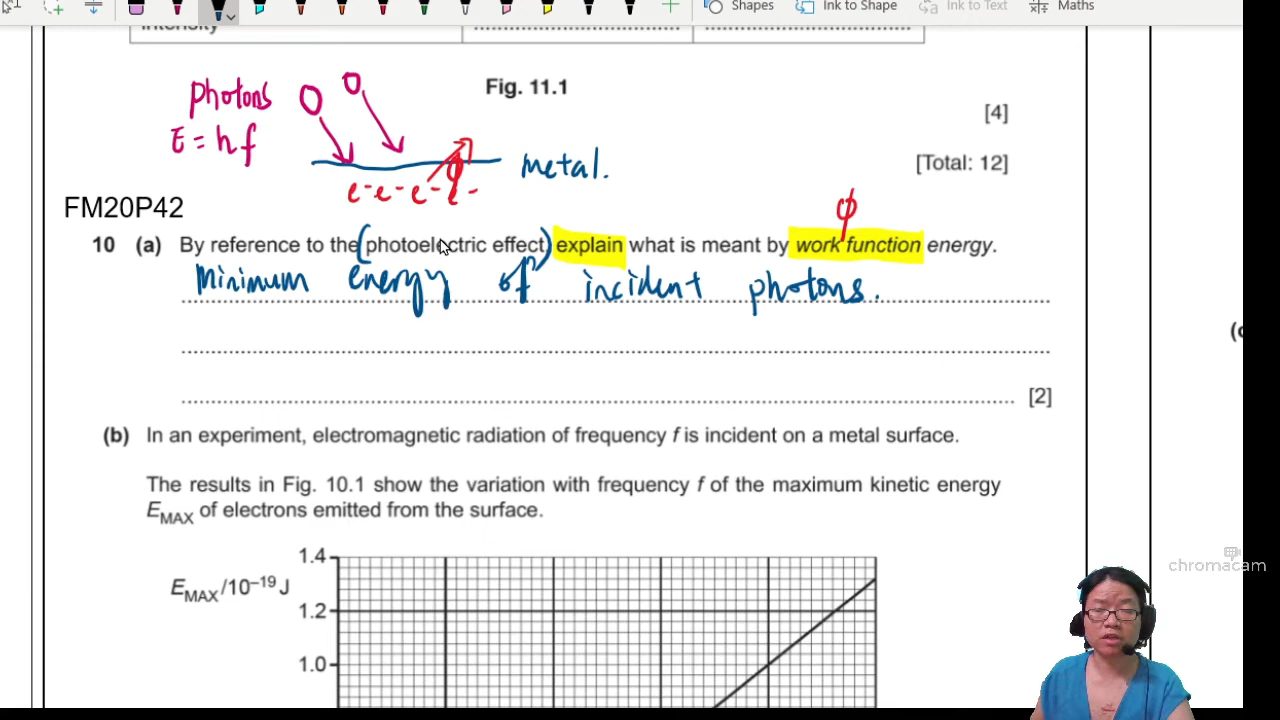 Shapes Ink to Shape Ink to Text Maths
intensity
photons
E = hf
Fig. 11.1
[4]
metal.
[Total: 12]
e- e- e- e-
ϕ
FM20P42
ϕ
10 (a) By reference to the (photoelectric effect) explain what is meant by work function energy.
minimum energy of incident photons.
[2]
(b) In an experiment, electromagnetic radiation of frequency f is incident on a metal surface.
The results in Fig. 10.1 show the variation with frequency f of the maximum kinetic energy
EMAX of electrons emitted from the surface.
1.4
EMAX/10⁻¹⁹ J
1.2
1.0
chromacam